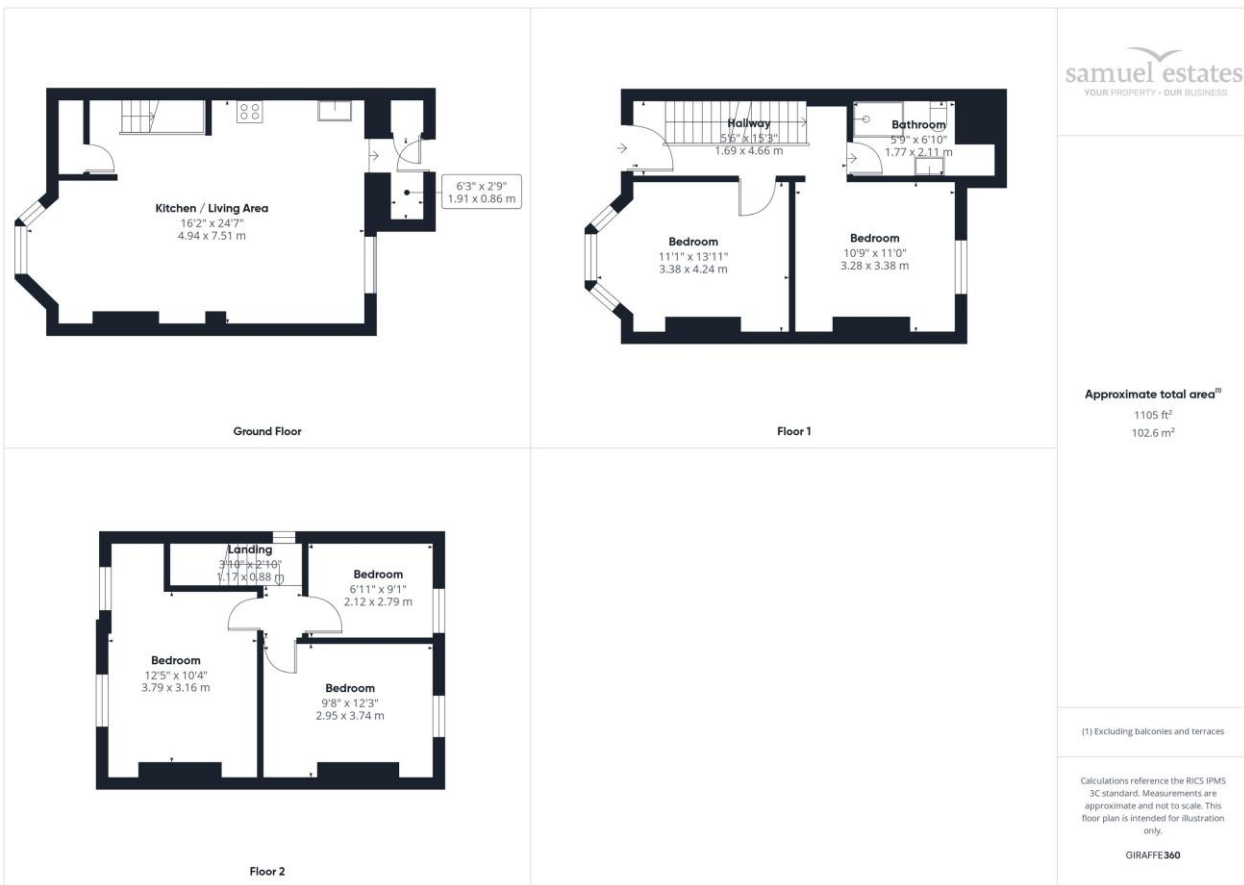 Kitchen / Living Area
16'2" x 24'7"
4.94 x 7.51 m
6'3" x 2'9"
1.91 x 0.86 m
Ground Floor
Hallway
5'6" x 15'3"
1.69 x 4.66 m
Bathroom
5'9" x 6'10"
1.77 x 2.11 m
Bedroom
11'1" x 13'11"
3.38 x 4.24 m
Bedroom
10'9" x 11'0"
3.28 x 3.38 m
Floor 1
Landing
3'10" x 2'10"
1.17 x 0.88 m
Bedroom
6'11" x 9'1"
2.12 x 2.79 m
Bedroom
12'5" x 10'4"
3.79 x 3.16 m
Bedroom
9'8" x 12'3"
2.95 x 3.74 m
Floor 2
samuel estates
YOUR PROPERTY • OUR BUSINESS
Approximate total area(1)
1105 ft²
102.6 m²
(1) Excluding balconies and terraces
Calculations reference the RICS IPMS
3C standard. Measurements are
approximate and not to scale. This
floor plan is intended for illustration
only.
GIRAFFE360